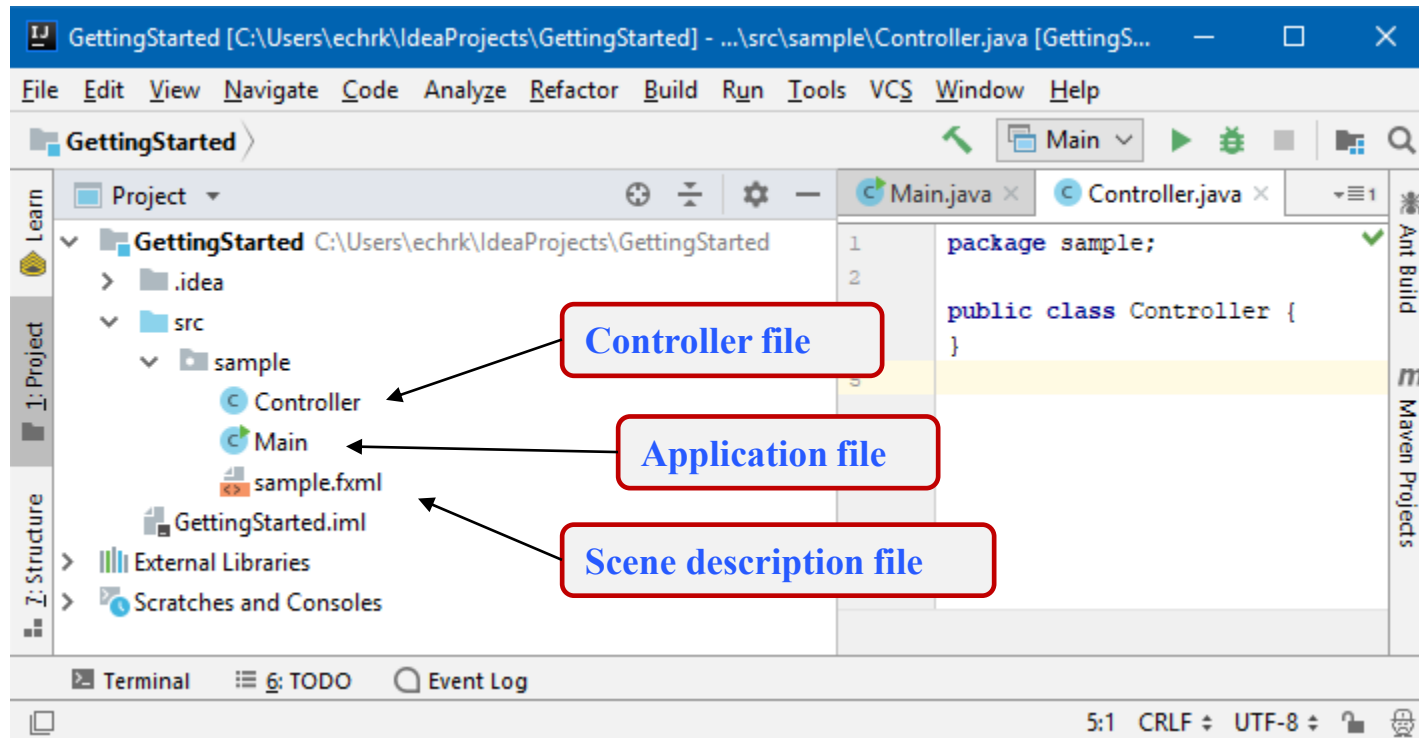 GettingStarted [C:\Users\echrk\IdeaProjects\GettingStarted] - ...\src\sample\Controller.java [GettingS...
File Edit View Navigate Code Analyze Refactor Build Run Tools VCS Window Help
GettingStarted
Main
Learn
1: Project
7: Structure
Project
GettingStarted C:\Users\echrk\IdeaProjects\GettingStarted
.idea
src
sample
Controller
Main
sample.fxml
GettingStarted.iml
External Libraries
Scratches and Consoles
Controller file
Application file
Scene description file
Main.java Controller.java 1
1 package sample;
2
public class Controller {
}
5
Ant Build
Maven Projects
Terminal 6: TODO Event Log
5:1 CRLF UTF-8